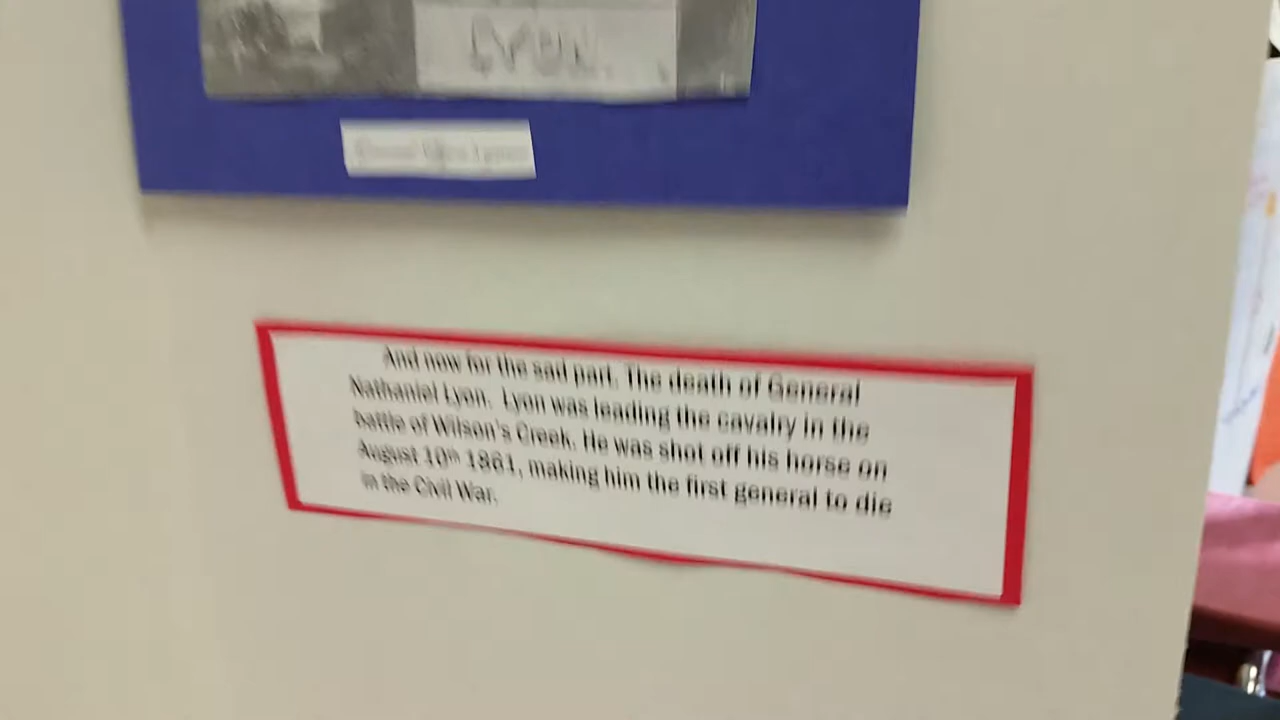 LYON.
And now for the sad part. The death of General
Nathaniel Lyon. Lyon was leading the cavalry in the
battle of Wilson's Creek. He was shot off his horse on
August 10th 1861, making him the first general to die
in the Civil War.